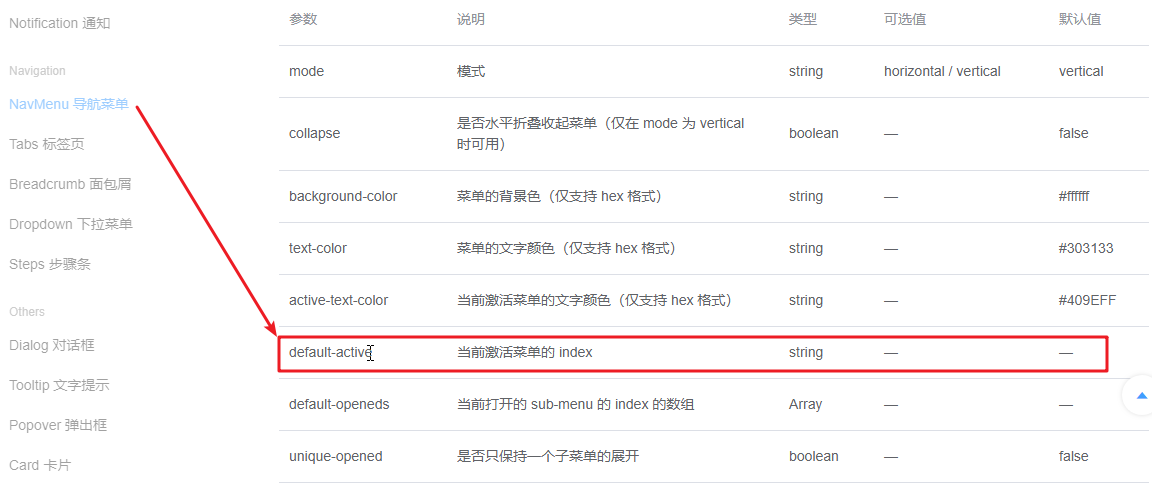 Notification 通知
Navigation
NavMenu 导航菜单
Tabs 标签页
Breadcrumb 面包屑
Dropdown 下拉菜单
Steps 步骤条
Others
Dialog 对话框
Tooltip 文字提示
Popover 弹出框
Card 卡片
参数 说明 类型 可选值 默认值
mode 模式 string horizontal / vertical vertical
collapse 是否水平折叠收起菜单（仅在 mode 为 vertical
时可用） boolean — false
background-color 菜单的背景色（仅支持 hex 格式） string — #ffffff
text-color 菜单的文字颜色（仅支持 hex 格式） string — #303133
active-text-color 当前激活菜单的文字颜色（仅支持 hex 格式） string — #409EFF
default-active 当前激活菜单的 index string — —
default-openeds 当前打开的 sub-menu 的 index 的数组 Array — —
unique-opened 是否只保持一个子菜单的展开 boolean — false